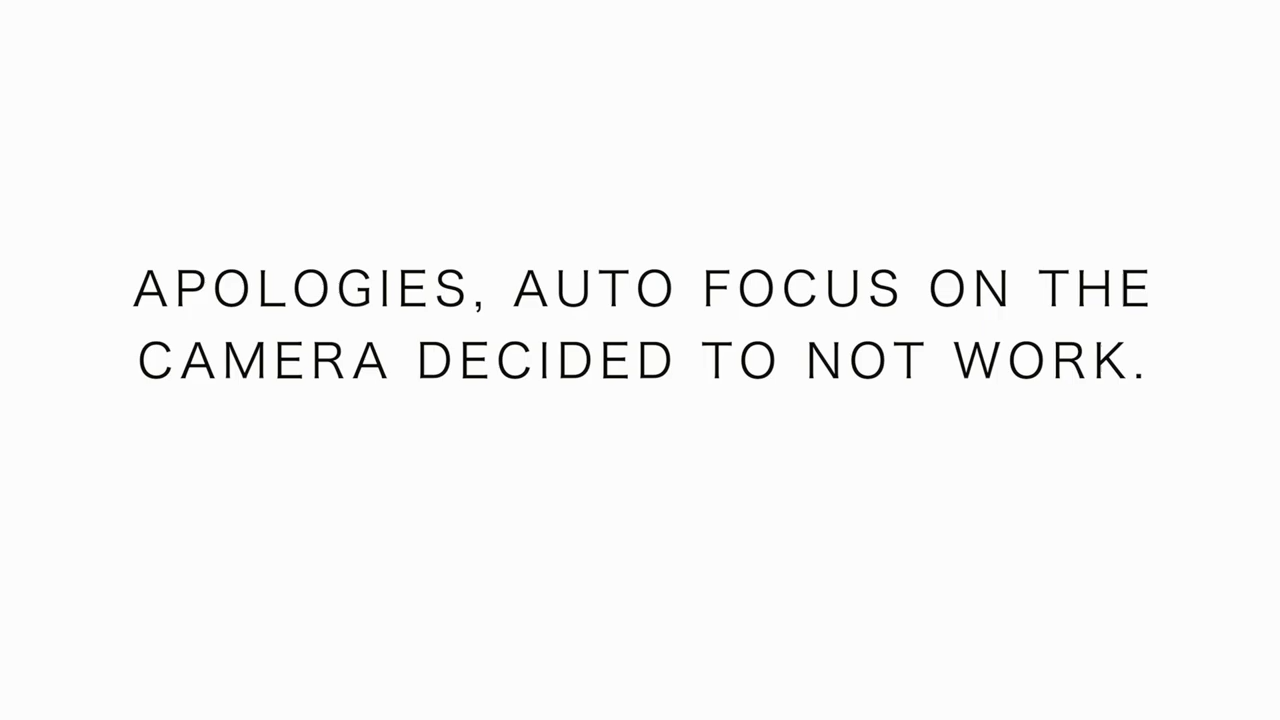 APOLOGIES, AUTO FOCUS ON THE
CAMERA DECIDED TO NOT WORK.